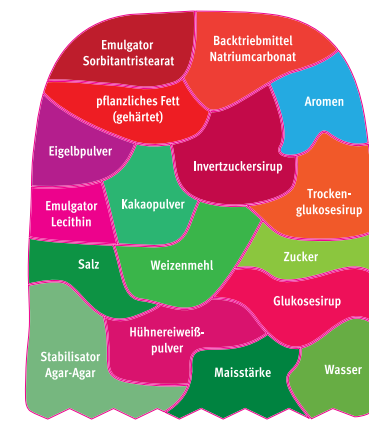 Emulgator
Sorbitantristearat
Backtriebmittel
Natriumcarbonat
pflanzliches Fett
(gehärtet)
Aromen
Eigelbpulver
Invertzuckersirup
Emulgator
Lecithin
Kakaopulver
Trocken-
glukosesirup
Salz
Weizenmehl
Zucker
Glukosesirup
Hühnereiweiß-
pulver
Stabilisator
Agar-Agar
Maisstärke
Wasser